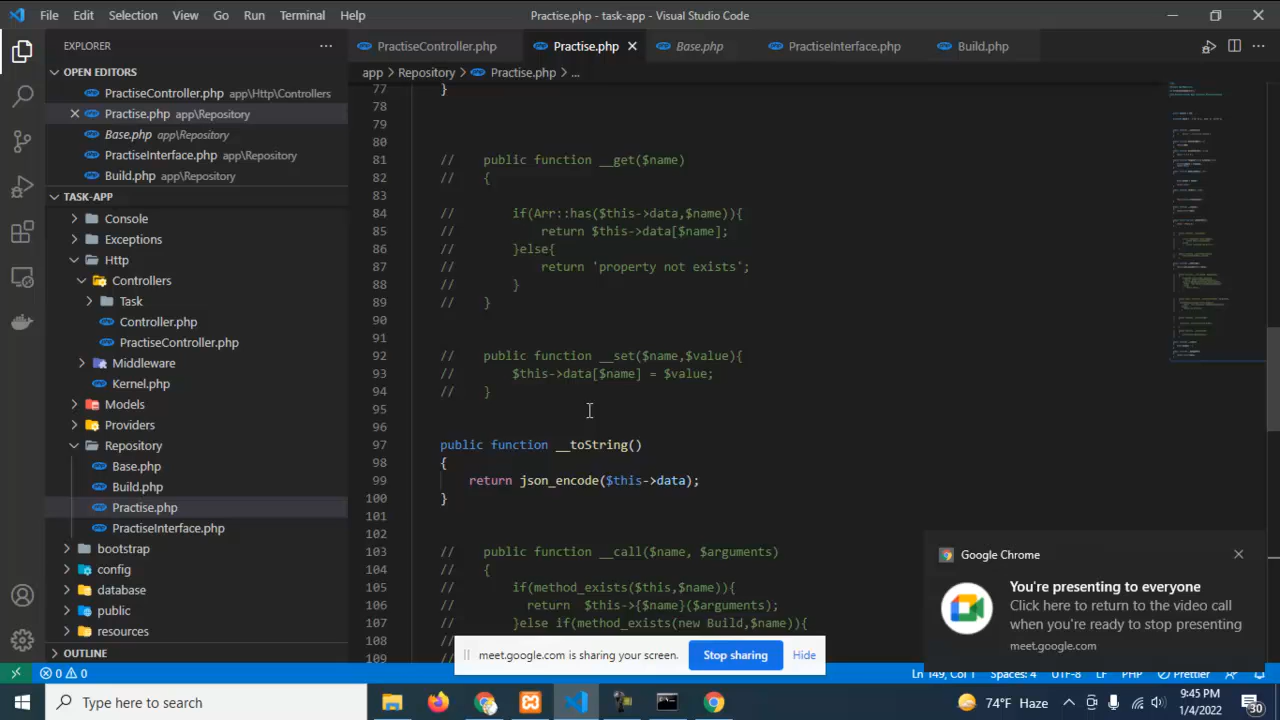 File Edit Selection View Go Run Terminal Help Practise.php - task-app - Visual Studio Code
EXPLORER
OPEN EDITORS
PractiseController.php app\Http\Controllers
Practise.php app\Repository
Base.php app\Repository
PractiseInterface.php app\Repository
Build.php app\Repository
TASK-APP
Console
Exceptions
Http
Controllers
Task
Controller.php
PractiseController.php
Middleware
Kernel.php
Models
Providers
Repository
Base.php
Build.php
Practise.php
PractiseInterface.php
bootstrap
config
database
public
resources
OUTLINE
PractiseController.php Practise.php Base.php PractiseInterface.php Build.php
app > Repository > Practise.php > ...
77 }
78
79
80
81 // public function __get($name)
82 // {
83
84 // if(Arr::has($this->data,$name)){
85 // return $this->data[$name];
86 // }else{
87 // return 'property not exists';
88 // }
89 // }
90
91
92 // public function __set($name,$value){
93 // $this->data[$name] = $value;
94 // }
95
96
97 public function __toString()
98 {
99 return json_encode($this->data);
100 }
101
102
103 // public function __call($name, $arguments)
104 // {
105 // if(method_exists($this,$name)){
106 // return $this->{$name}($arguments);
107 // }else if(method_exists(new Build,$name)){
108 //
109 //
Google Chrome
You're presenting to everyone
Click here to return to the video call
when you're ready to stop presenting
meet.google.com
meet.google.com is sharing your screen. Stop sharing Hide
0 0 Ln 149, Col 1 Spaces: 4 UTF-8 LF PHP Prettier
Type here to search
74°F Haze
9:45 PM
1/4/2022
30